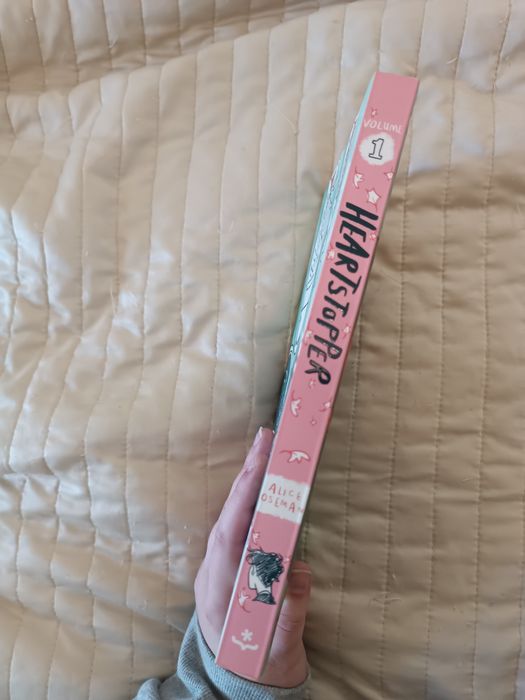 VOLUME
1
HEARTSTOPPER
ALICE
OSEMAN